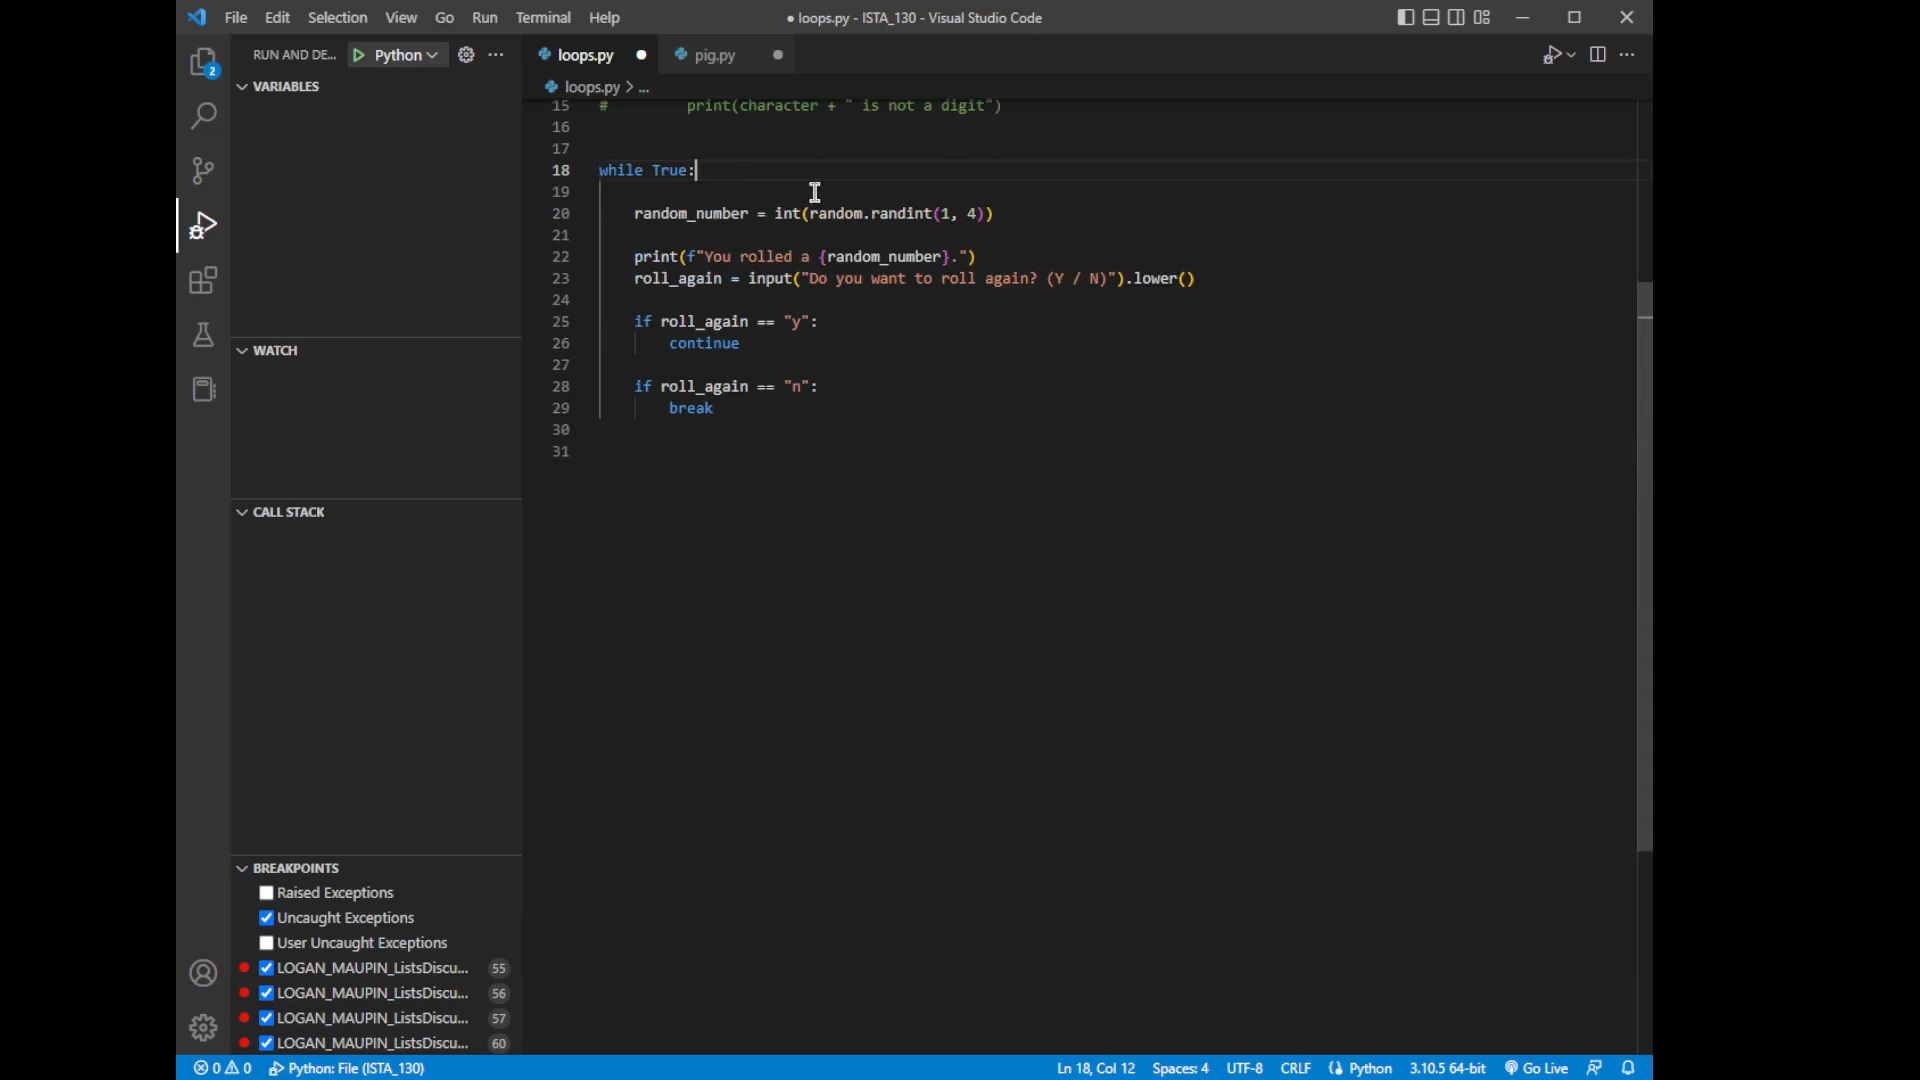 File Edit Selection View Go Run Terminal Help
● loops.py - ISTA_130 - Visual Studio Code
RUN AND DE... Python
loops.py
pig.py
2
VARIABLES
loops.py > ...
15 # print(character + " is not a digit")
16
17
18 while True:
19
20 random_number = int(random.randint(1, 4))
21
22 print(f"You rolled a {random_number}.")
23 roll_again = input("Do you want to roll again? (Y / N)").lower()
24
25 if roll_again == "y":
26 continue
27
28 if roll_again == "n":
29 break
30
31
WATCH
CALL STACK
BREAKPOINTS
Raised Exceptions
Uncaught Exceptions
User Uncaught Exceptions
LOGAN_MAUPIN_ListsDiscu... 55
LOGAN_MAUPIN_ListsDiscu... 56
LOGAN_MAUPIN_ListsDiscu... 57
LOGAN_MAUPIN_ListsDiscu... 60
0 0 Python: File (ISTA_130) Ln 18, Col 12 Spaces: 4 UTF-8 CRLF Python 3.10.5 64-bit Go Live